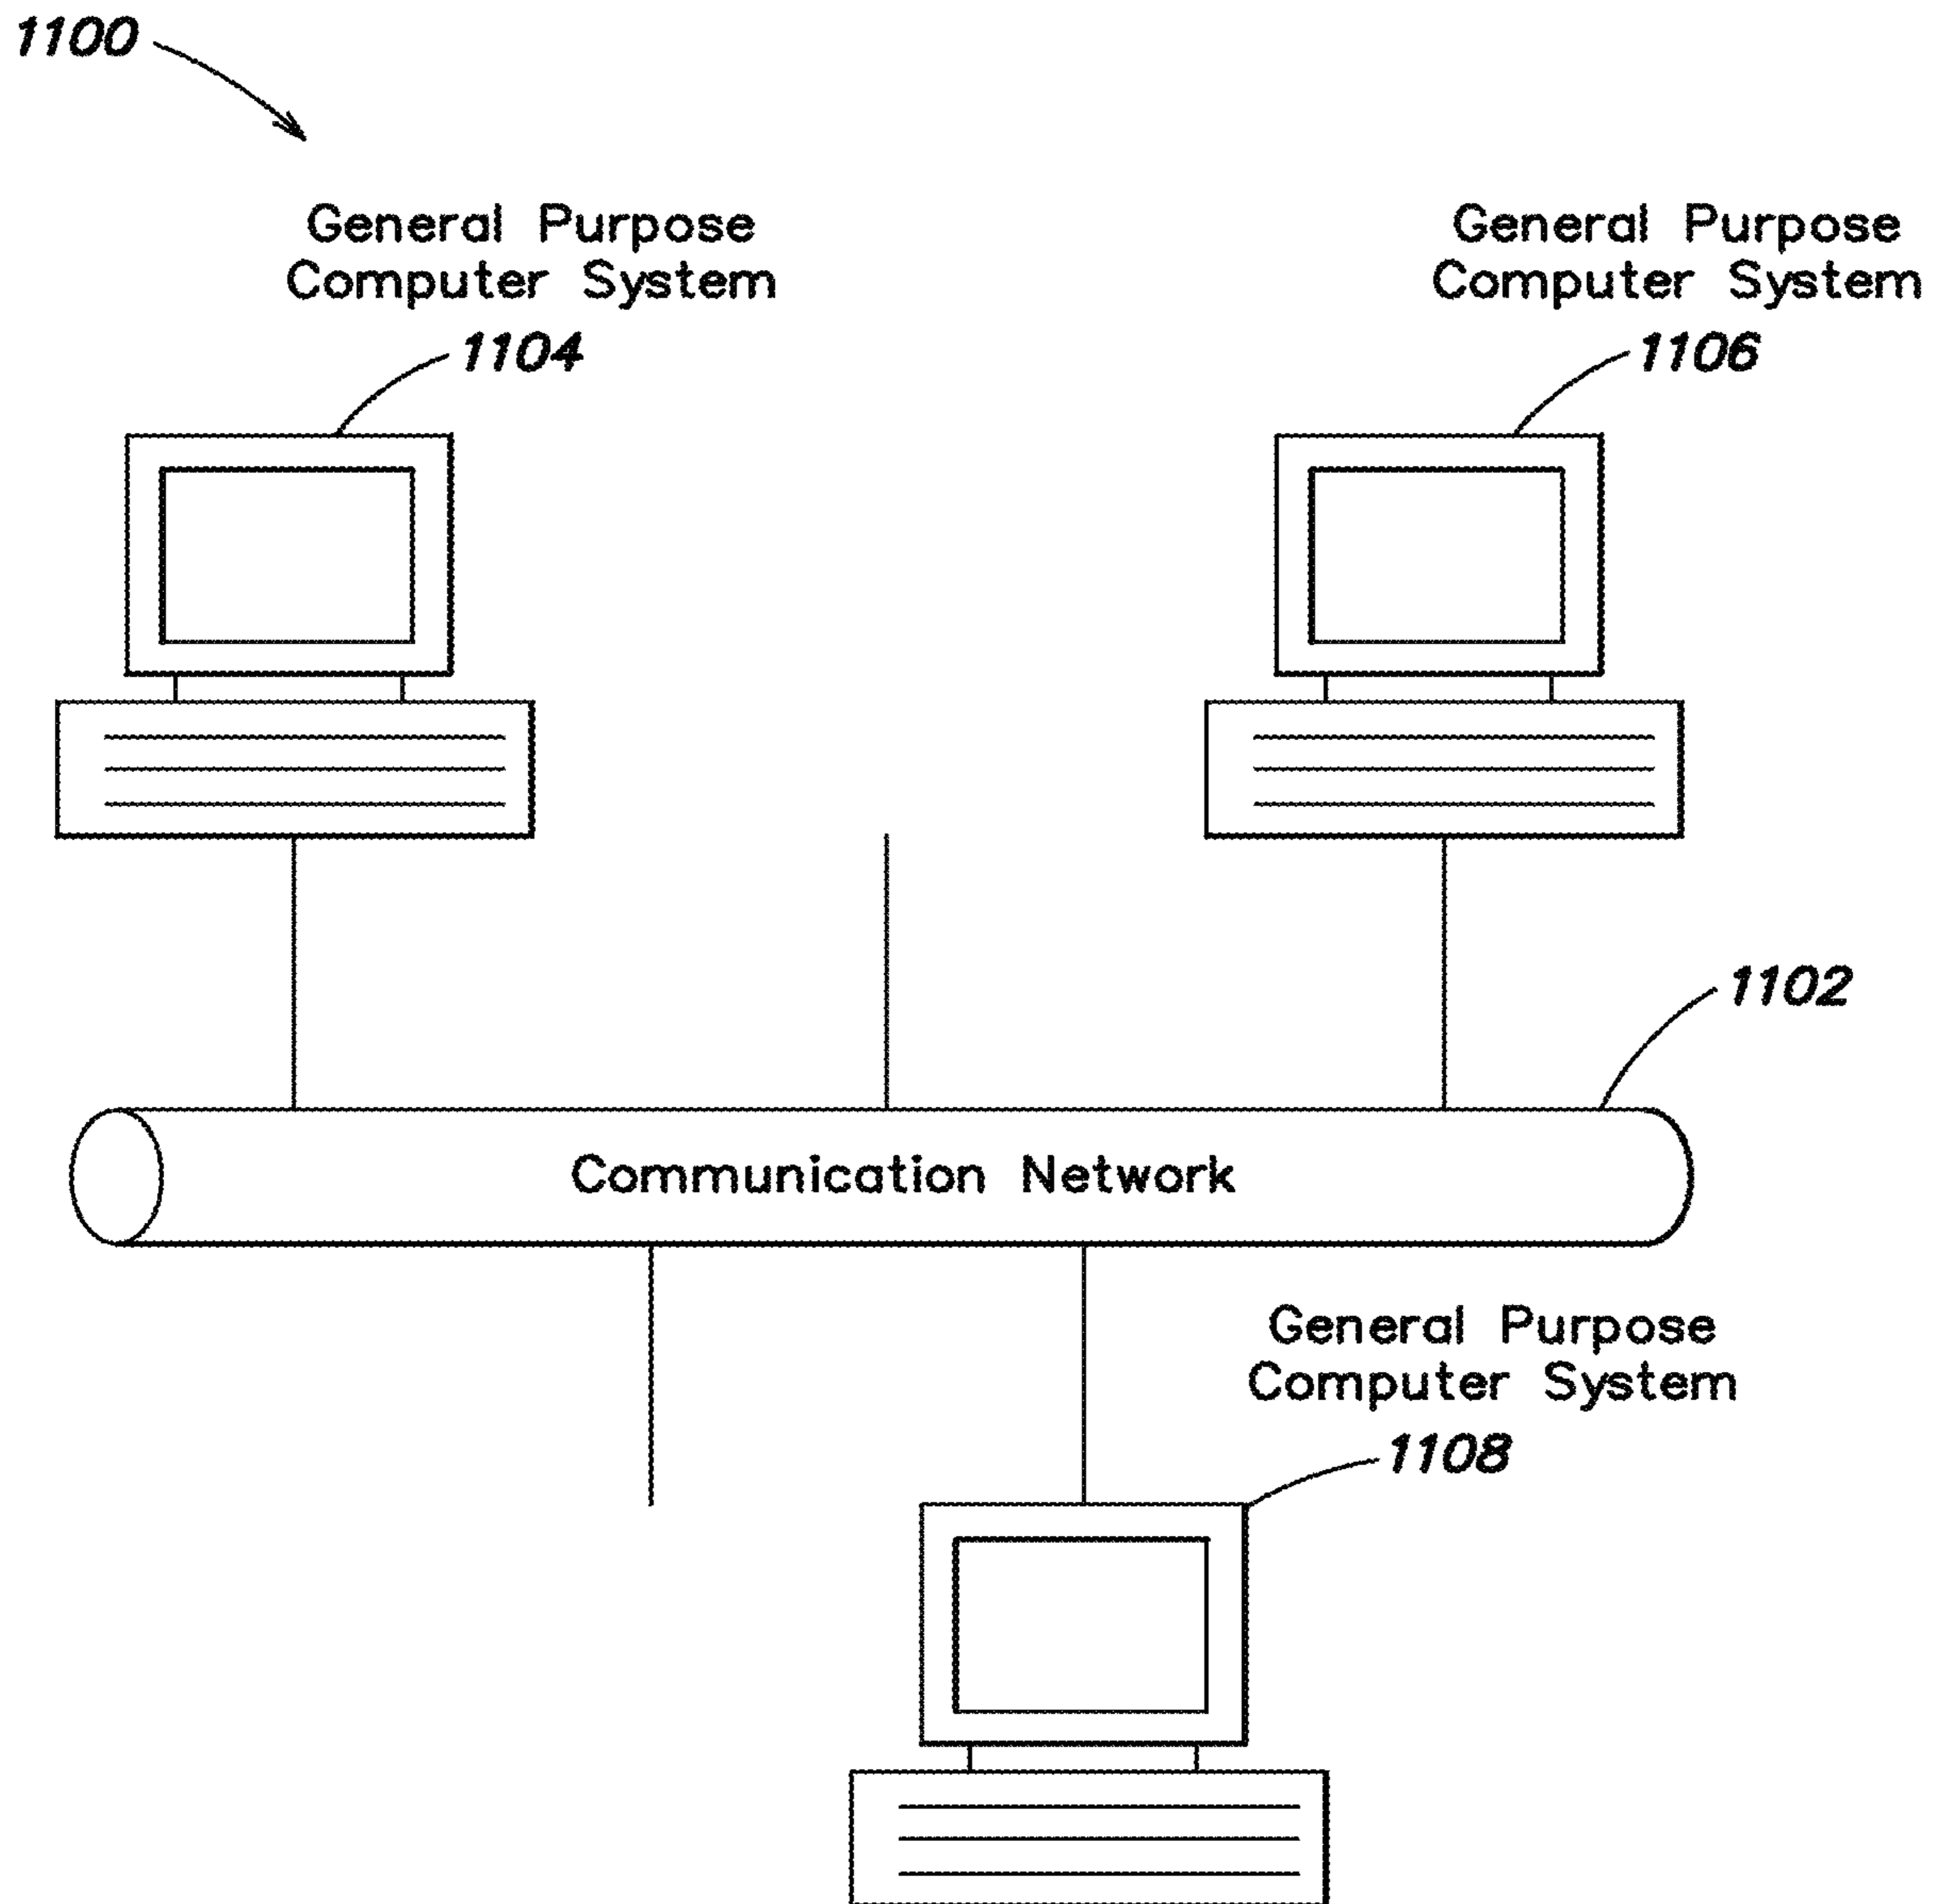 1100
General Purpose
Computer System
1104
General Purpose
Computer System
1106
1102
Communication Network
General Purpose
Computer System
1108